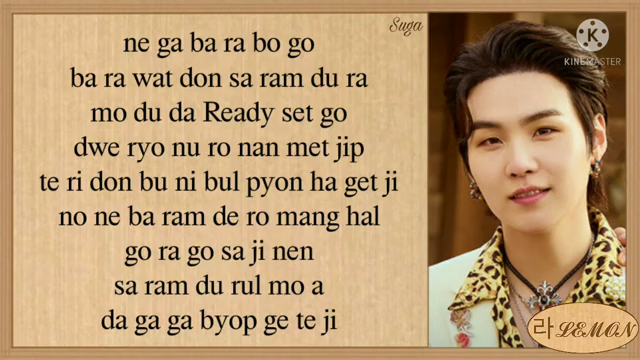 Suga
ne ga ba ra bo go
ba ra wat don sa ram du ra
mo du da Ready set go
dwe ryo nu ro nan met jip
te ri don bu ni bul pyon ha get ji
no ne ba ram de ro mang hal
go ra go sa ji nen
sa ram du rul mo a
da ga ga byop ge te ji
K
KINEMASTER
라 LEMON